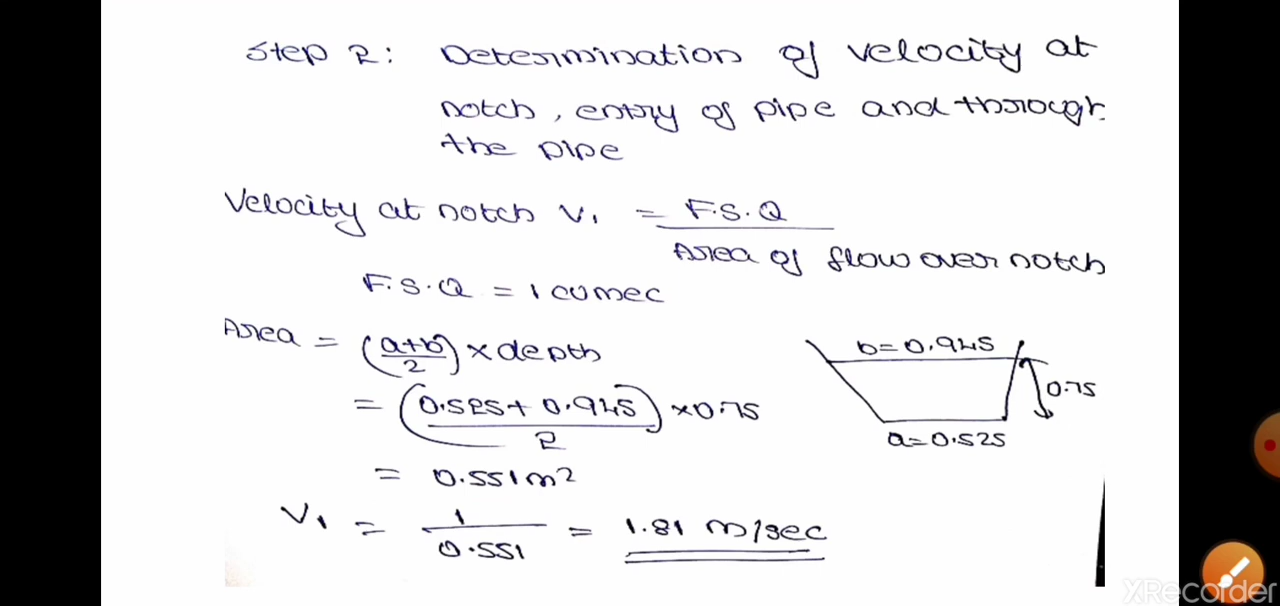 Step 2: Determination of velocity at
notch, entry of pipe and through
the pipe
Velocity at notch V₁ = F.S.Q
Area of flow over notch
F.S.Q = 1 cumec
Area = (a+b/2) × depth
= (0.525 + 0.945/2) × 0.75
b = 0.945
0.75
a = 0.525
= 0.551 m²
V₁ = 1/0.551 = 1.81 m/sec
XRecorder